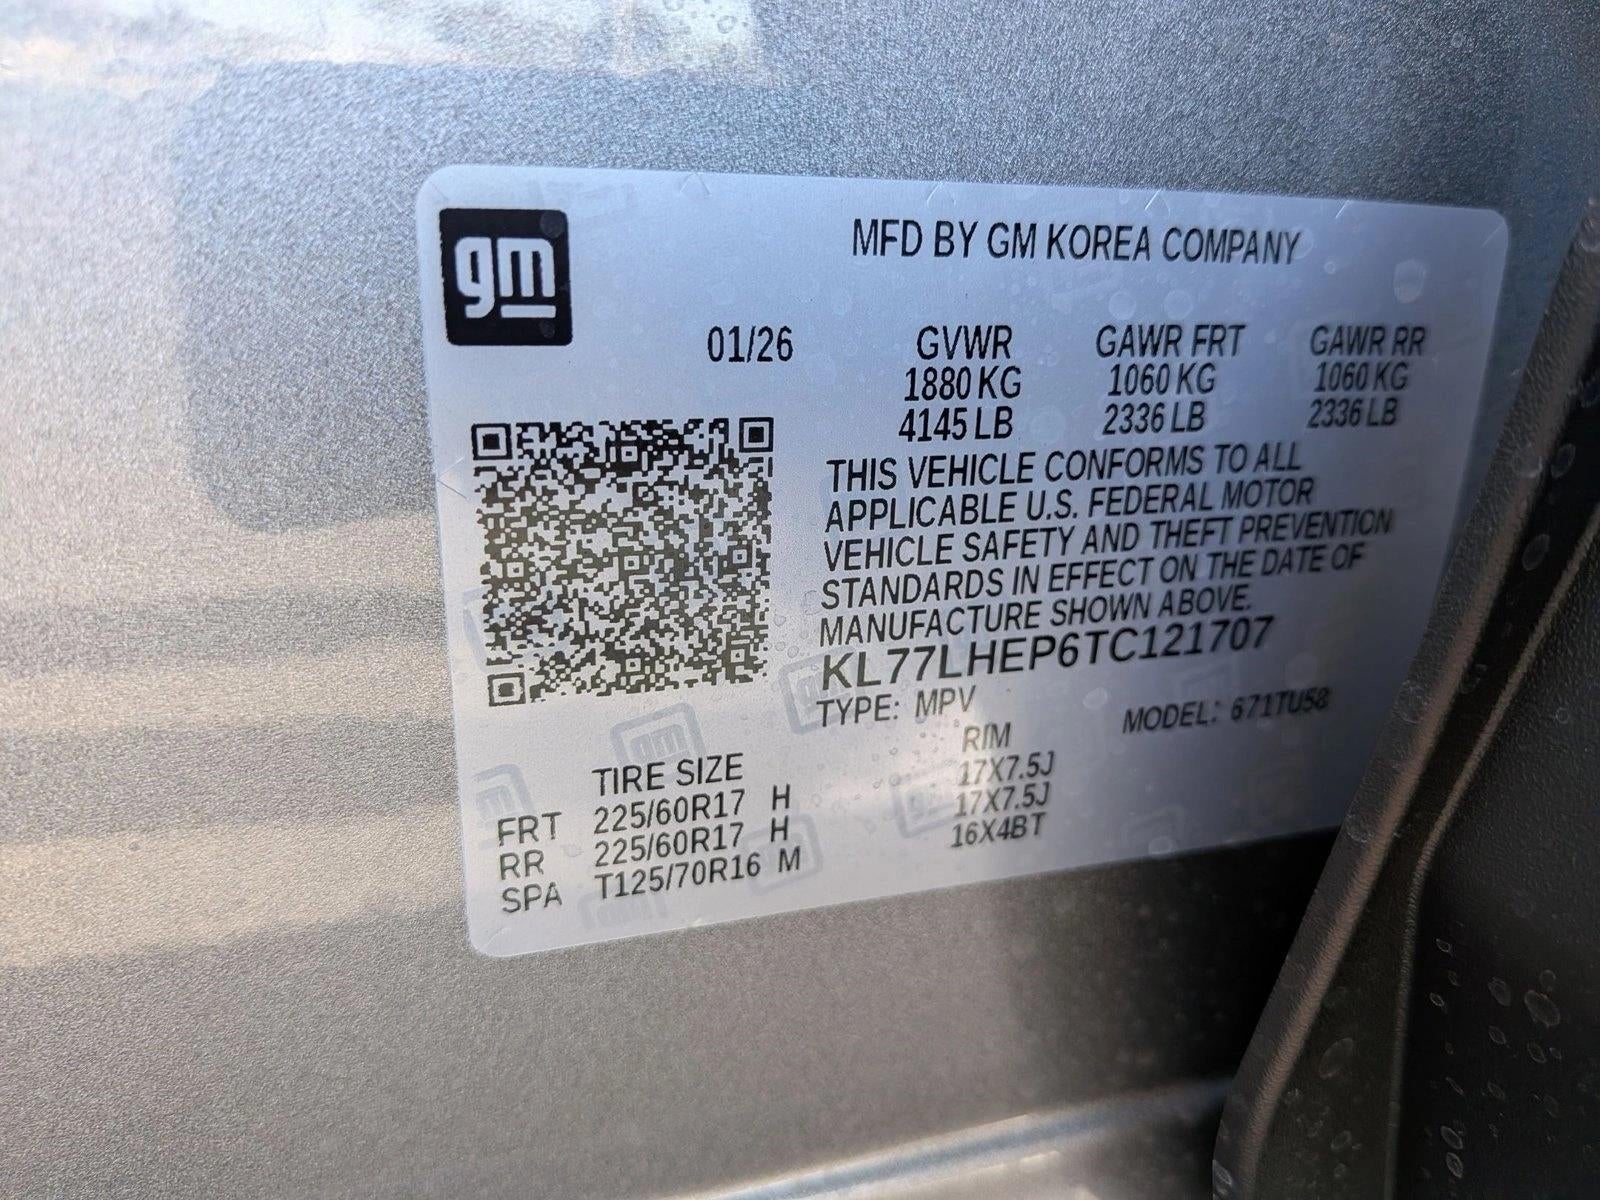 gm
MFD BY GM KOREA COMPANY
01/26 GVWR GAWR FRT GAWR RR
1880 KG 1060 KG 1060 KG
4145 LB 2336 LB 2336 LB
THIS VEHICLE CONFORMS TO ALL
APPLICABLE U.S. FEDERAL MOTOR
VEHICLE SAFETY AND THEFT PREVENTION
STANDARDS IN EFFECT ON THE DATE OF
MANUFACTURE SHOWN ABOVE.
KL77LHEP6TC121707
TYPE: MPV MODEL: 671TU58
TIRE SIZE RIM
FRT 225/60R17 H 17X7.5J
RR 225/60R17 H 17X7.5J
SPA T125/70R16 M 16X4BT